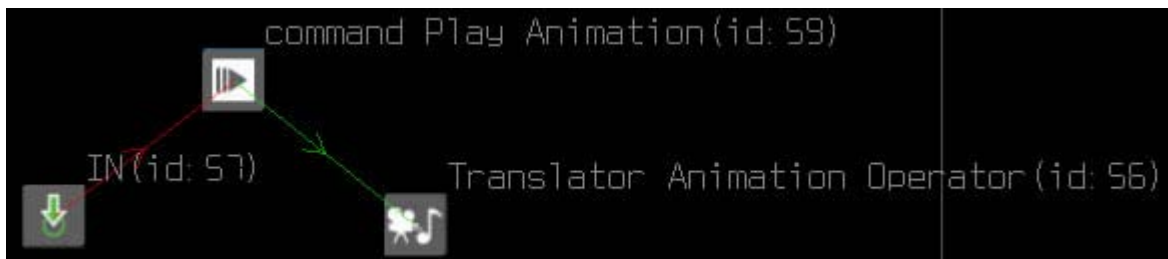 command Play Animation(id: 59)
IN(id: 57)
Translator Animation Operator(id: 56)